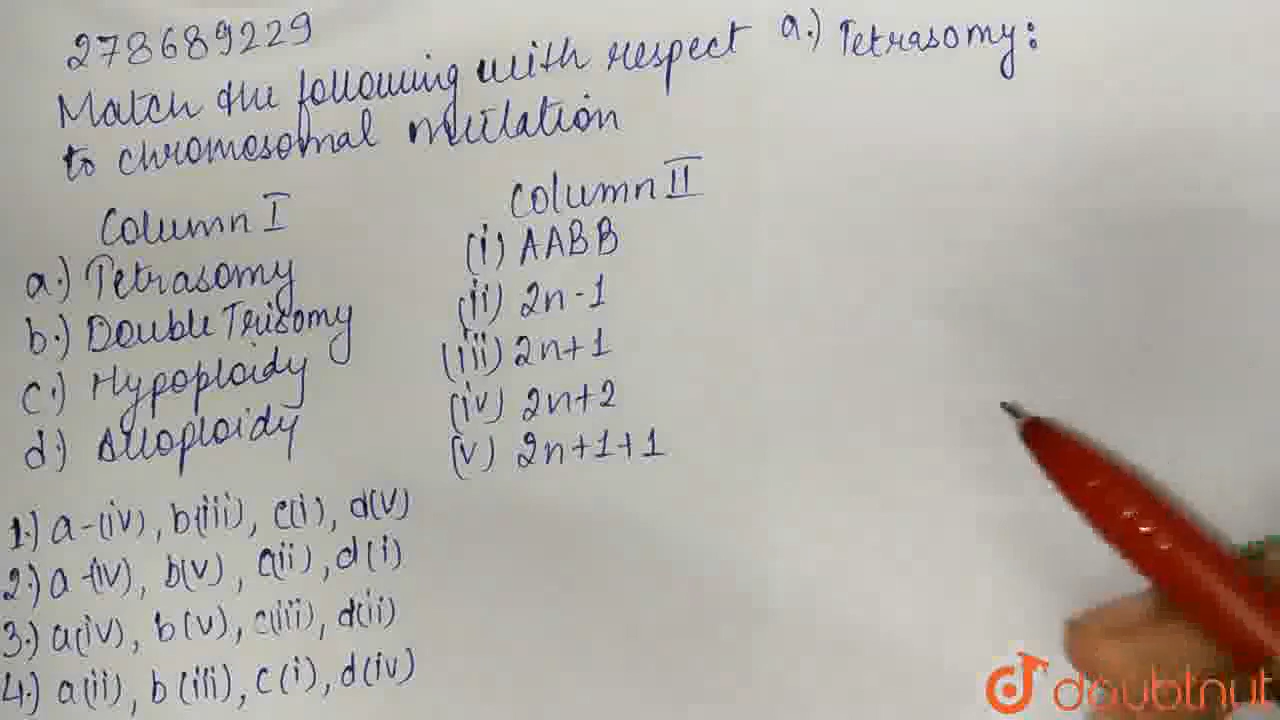 278689229
Match the following with respect
to chromosomal mutation
Column I
Column II
a.) Tetrasomy
(i) AABB
b.) Double Trisomy
(ii) 2n-1
c.) Hypoploidy
(iii) 2n+1
d.) Alloploidy
(iv) 2n+2
(v) 2n+1+1
1.) a-(iv), b(iii), c(i), d(v)
2.) a-(iv), b(v), c(ii), d(i)
3.) a(iv), b(v), c(iii), d(ii)
4.) a(ii), b(iii), c(i), d(iv)
a.) Tetrasomy:
doubtnut